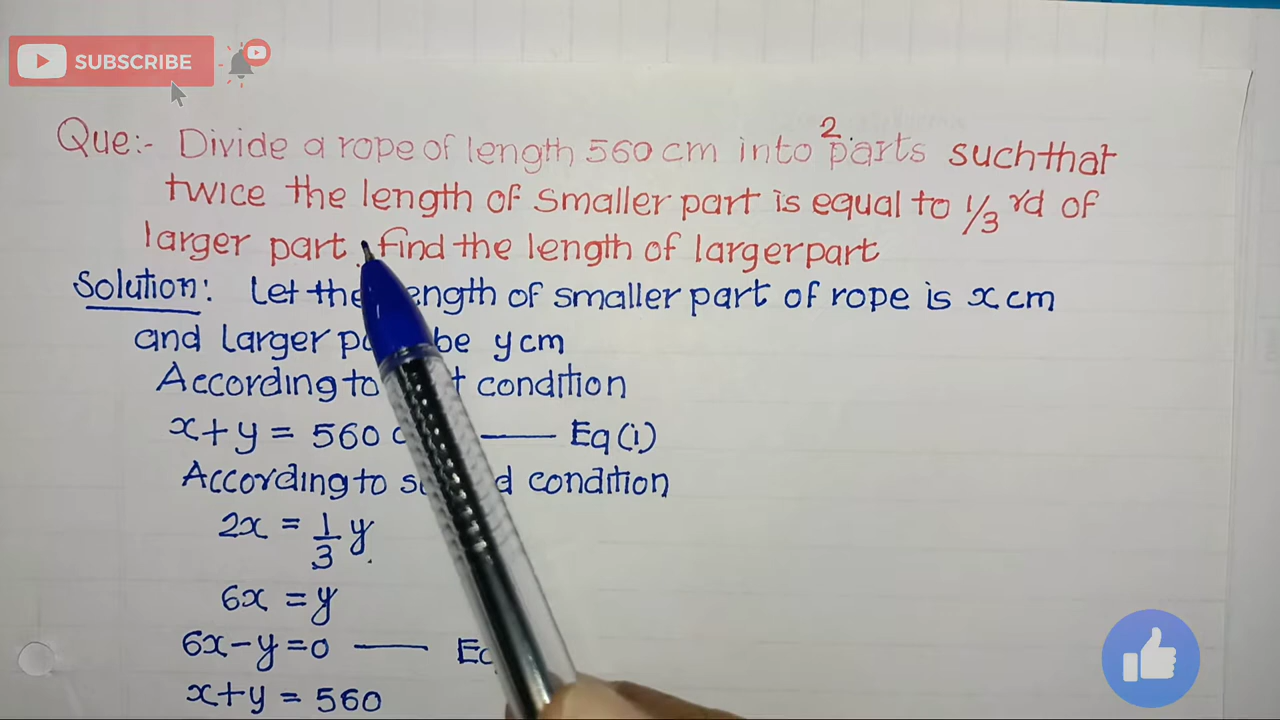 SUBSCRIBE
Que:- Divide a rope of length 560 cm into 2 parts such that
twice the length of smaller part is equal to 1/3 rd of
larger part. find the length of larger part
Solution: Let the length of smaller part of rope is x cm
and larger be y cm
According to condition
x+y = 560 Eq(1)
According to condition
2x = 1/3 y
6x = y
6x-y=0
x+y = 560